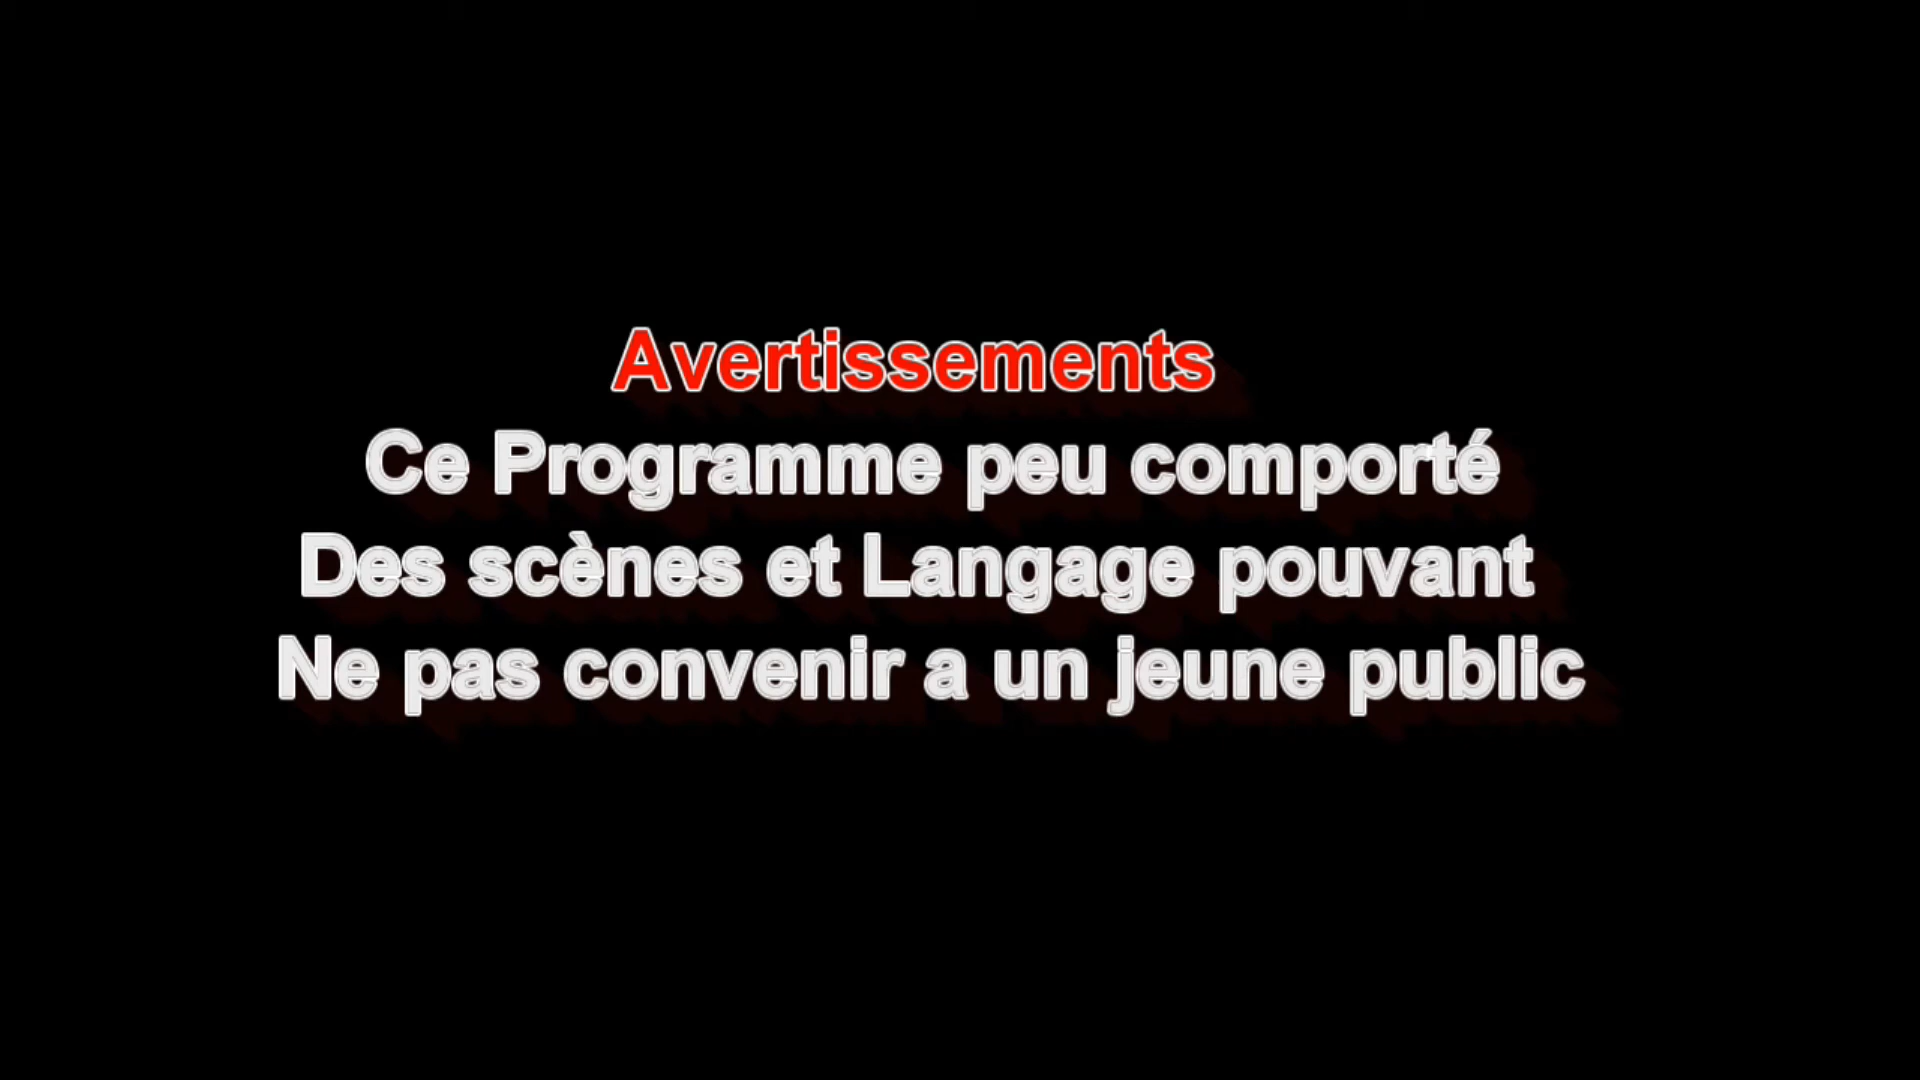 Avertissements
Ce Programme peu comporté
Des scènes et Langage pouvant
Ne pas convenir a un jeune public